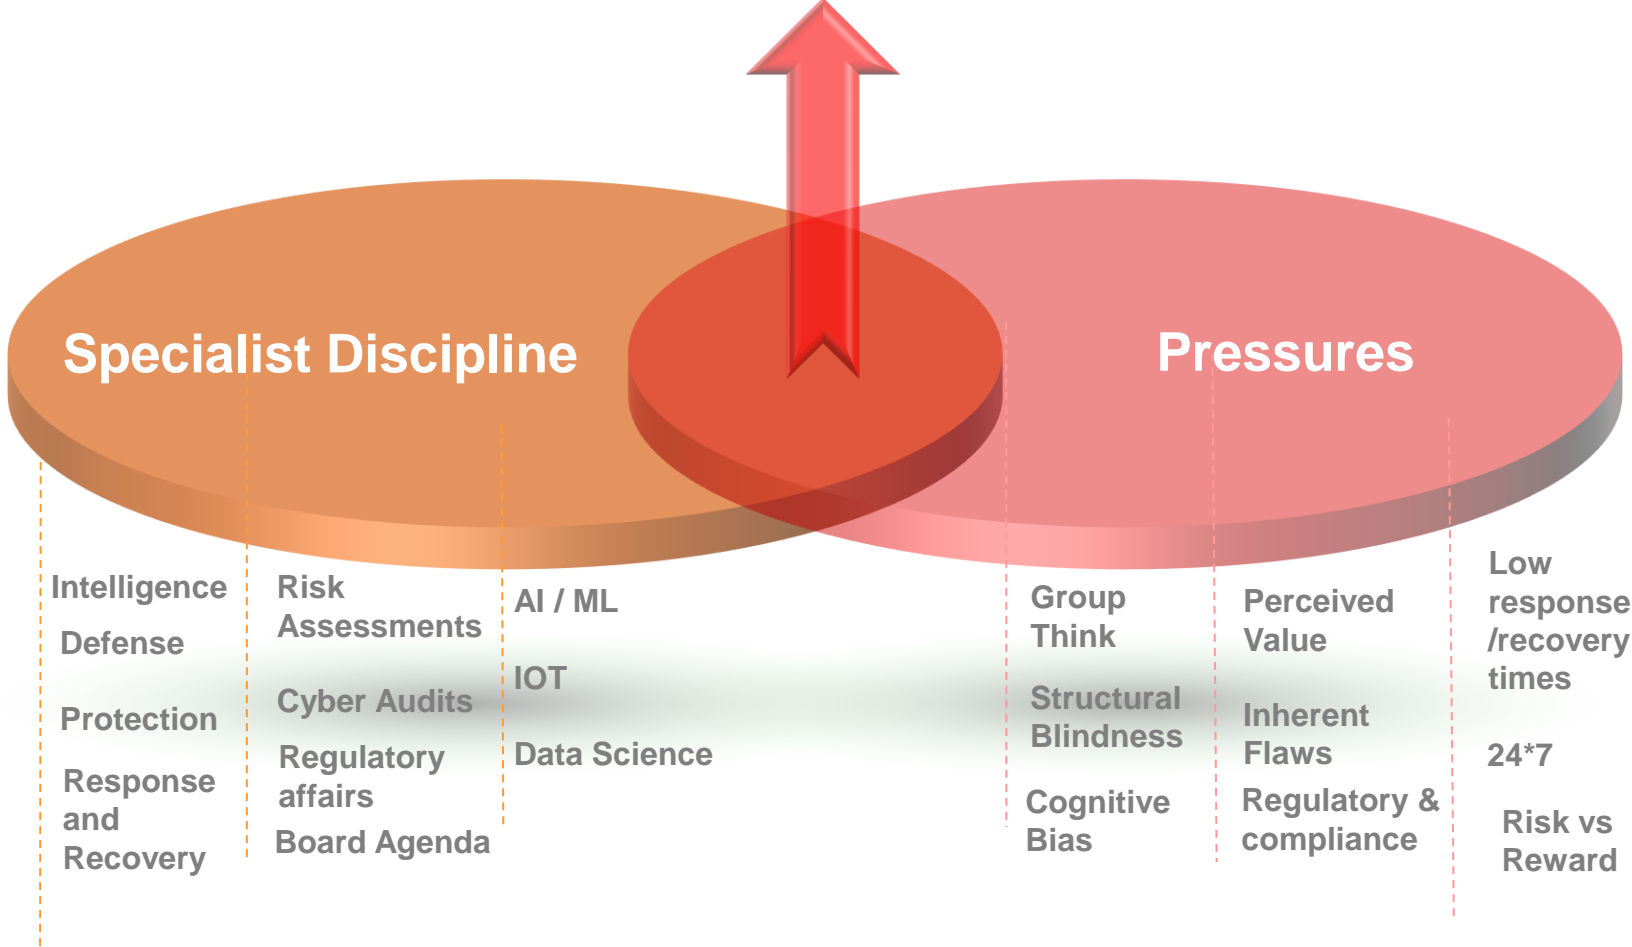 Specialist Discipline
Pressures
Intelligence
Defense
Protection
Response
and
Recovery
Risk
Assessments
Cyber Audits
Regulatory
affairs
Board Agenda
AI / ML
IOT
Data Science
Group
Think
Structural
Blindness
Cognitive
Bias
Perceived
Value
Inherent
Flaws
Regulatory &
compliance
Low
response
/recovery
times
24*7
Risk vs
Reward